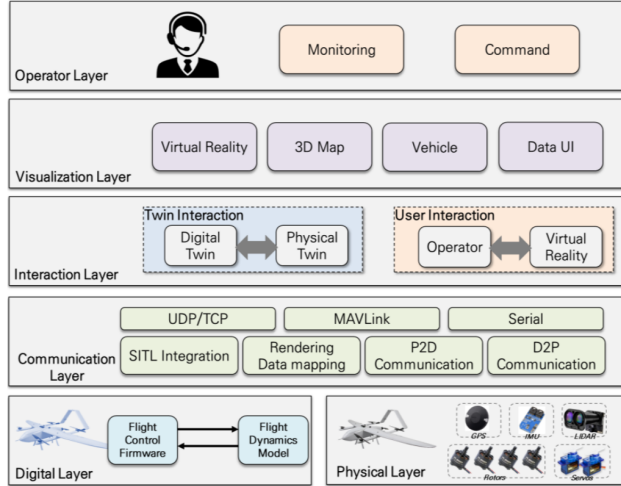 Monitoring
Command
Operator Layer
Virtual Reality
3D Map
Vehicle
Data UI
Visualization Layer
Twin Interaction
User Interaction
Digital
Twin
Physical
Twin
Operator
Virtual
Reality
Interaction Layer
UDP/TCP
MAVLink
Serial
SITL Integration
Rendering
Data mapping
P2D
Communication
D2P
Communication
Communication
Layer
Flight
Control
Firmware
Flight
Dynamics
Model
Digital Layer
GPS
IMU
LIDAR
Rotors
Servos
Physical Layer